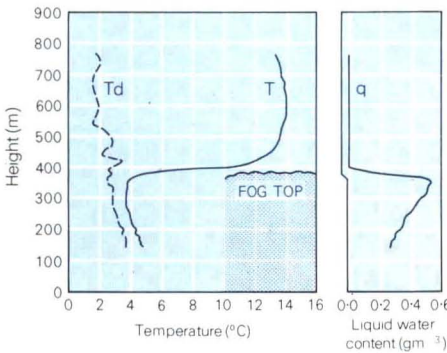 900
800
700
600
500
400
300
200
100
0
Height (m)
Td
T
q
FOG TOP
0 2 4 6 8 10 12 14 16
Temperature (°C)
0·0 0·2 0·4 0·6
Liquid water
content (gm ³)